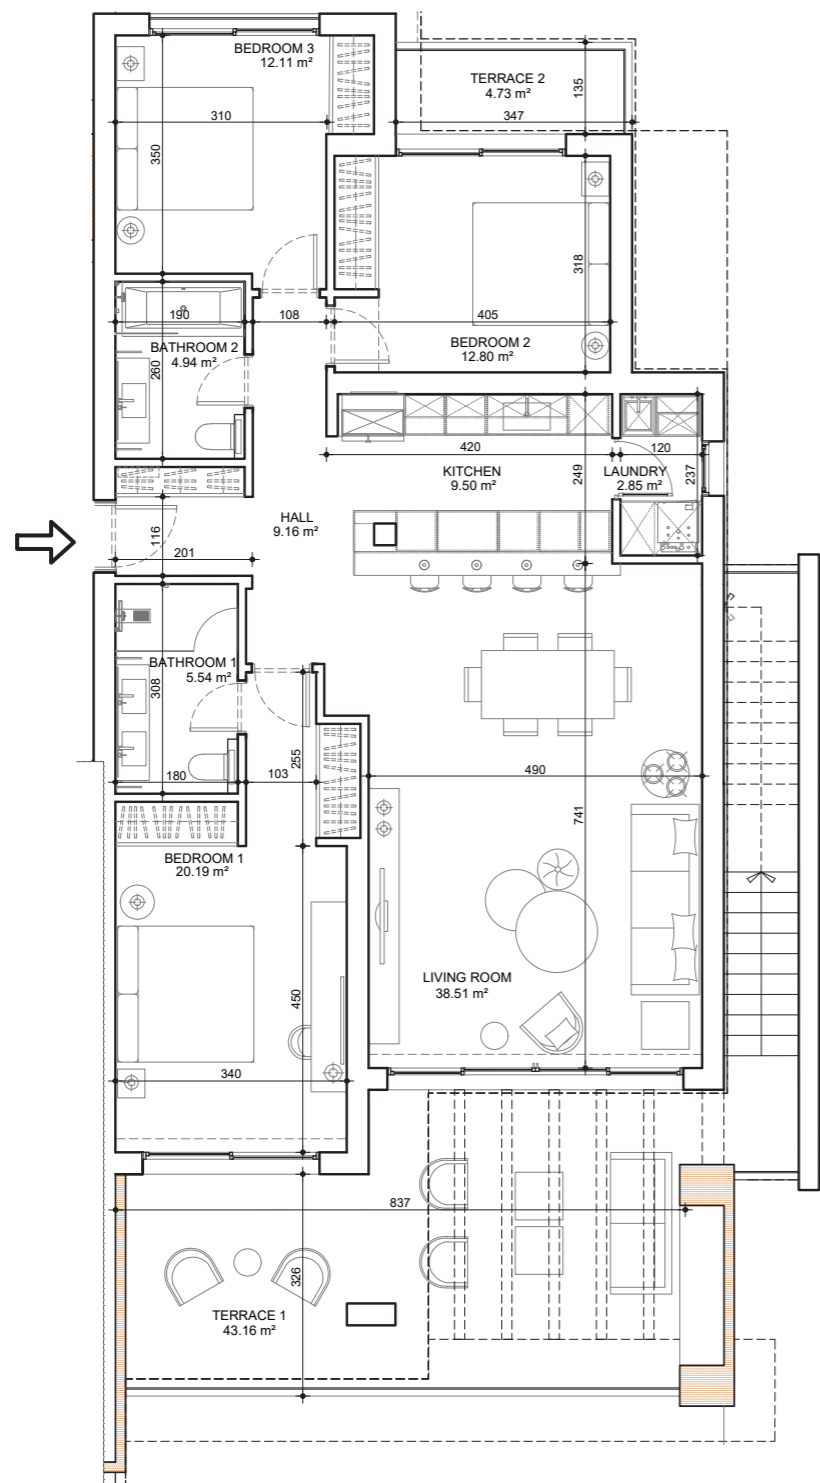 BEDROOM 3
12.11 m²
310
350
TERRACE 2
4.73 m²
135
347
318
405
BEDROOM 2
12.80 m²
190
108
BATHROOM 2
4.94 m²
260
420
KITCHEN
9.50 m²
249
120
LAUNDRY
2.85 m²
237
HALL
9.16 m²
116
201
BATHROOM 1
5.54 m²
308
180
103
255
490
741
BEDROOM 1
20.19 m²
LIVING ROOM
38.51 m²
450
340
837
326
TERRACE 1
43.16 m²